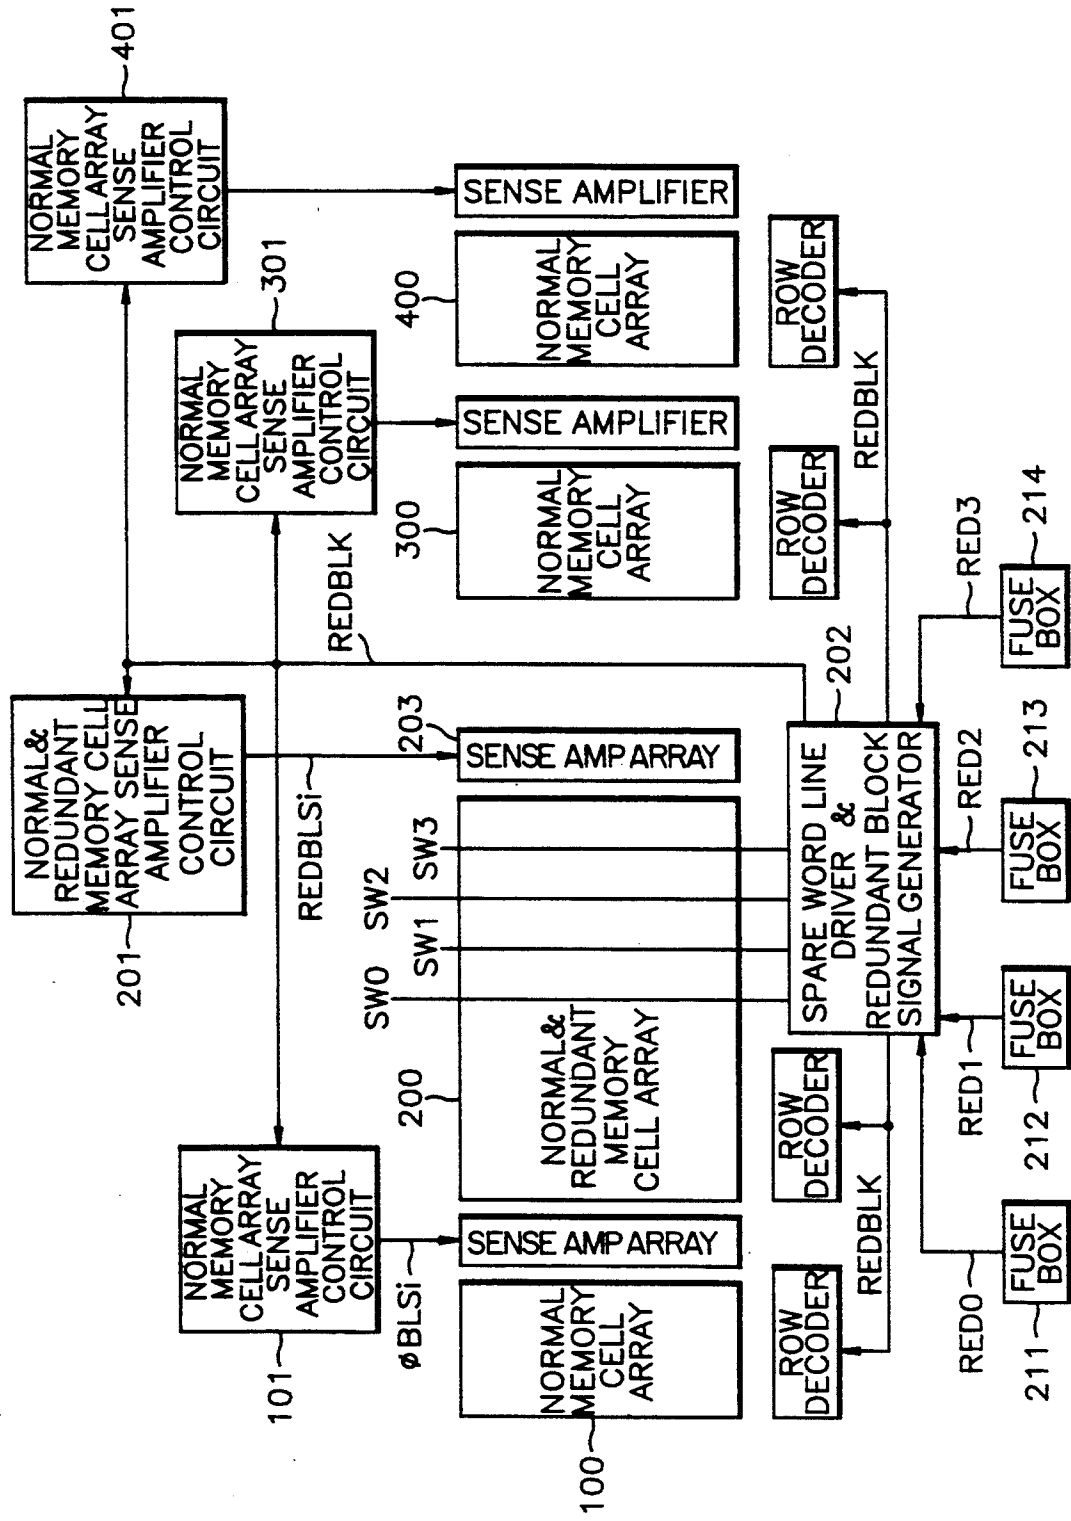 NORMAL
MEMORY
CELL ARRAY
SENSE
AMPLIFIER
CONTROL
CIRCUIT
101
NORMAL&
REDUNDANT
MEMORY CELL
ARRAY SENSE
AMPLIFIER
CONTROL
CIRCUIT
201
NORMAL
MEMORY
CELL ARRAY
SENSE
AMPLIFIER
CONTROL
CIRCUIT
301
NORMAL
MEMORY
CELL ARRAY
SENSE
AMPLIFIER
CONTROL
CIRCUIT
401
øBLSi
REDBLSi
REDBLK
100
NORMAL
MEMORY
CELL
ARRAY
SENSE AMP ARRAY
200
NORMAL&
REDUNDANT
MEMORY
CELL ARRAY
SW0
SW1
SW2
SW3
203
SENSE AMP ARRAY
300
NORMAL
MEMORY
CELL
ARRAY
SENSE AMPLIFIER
400
NORMAL
MEMORY
CELL
ARRAY
SENSE AMPLIFIER
ROW
DECODER
ROW
DECODER
REDBLK
SPARE WORD LINE
DRIVER &
REDUNDANT BLOCK
SIGNAL GENERATOR
202
ROW
DECODER
ROW
DECODER
REDBLK
RED0
RED1
RED2
RED3
211
FUSE
BOX
212
FUSE
BOX
213
FUSE
BOX
214
FUSE
BOX